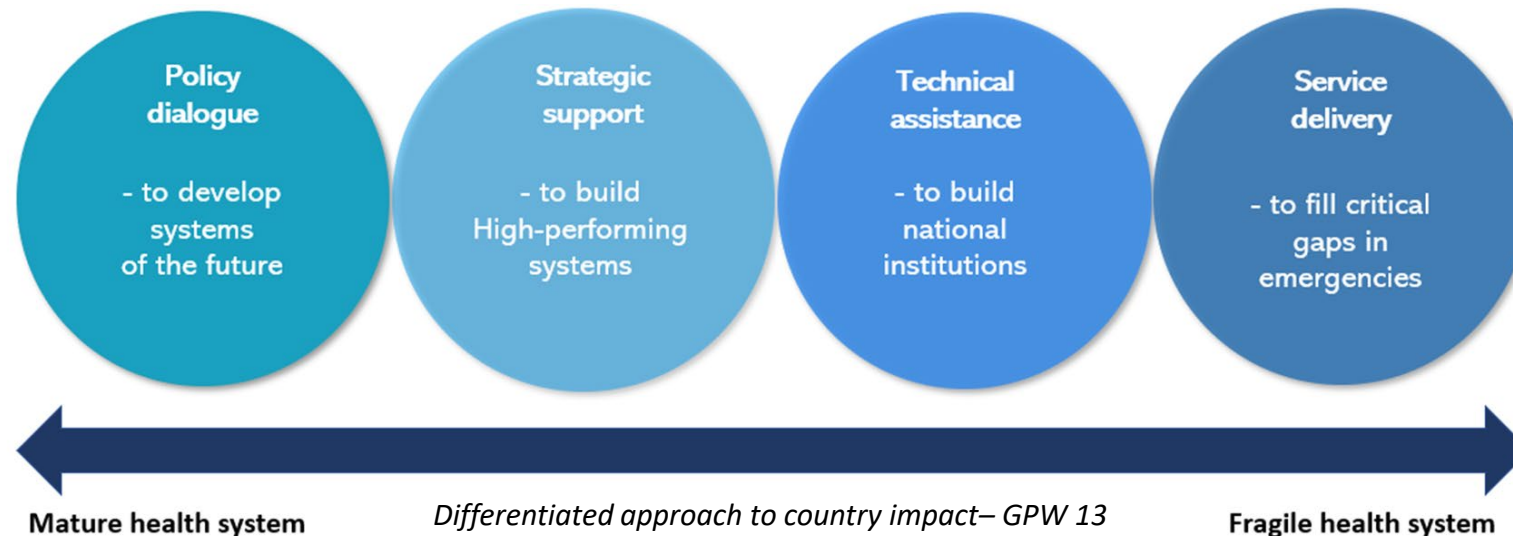 Policy
dialogue
- to develop
systems
of the future
Strategic
support
- to build
High-performing
systems
Technical
assistance
- to build
national
institutions
Service
delivery
- to fill critical
gaps in
emergencies
Mature health system
Differentiated approach to country impact– GPW 13
Fragile health system